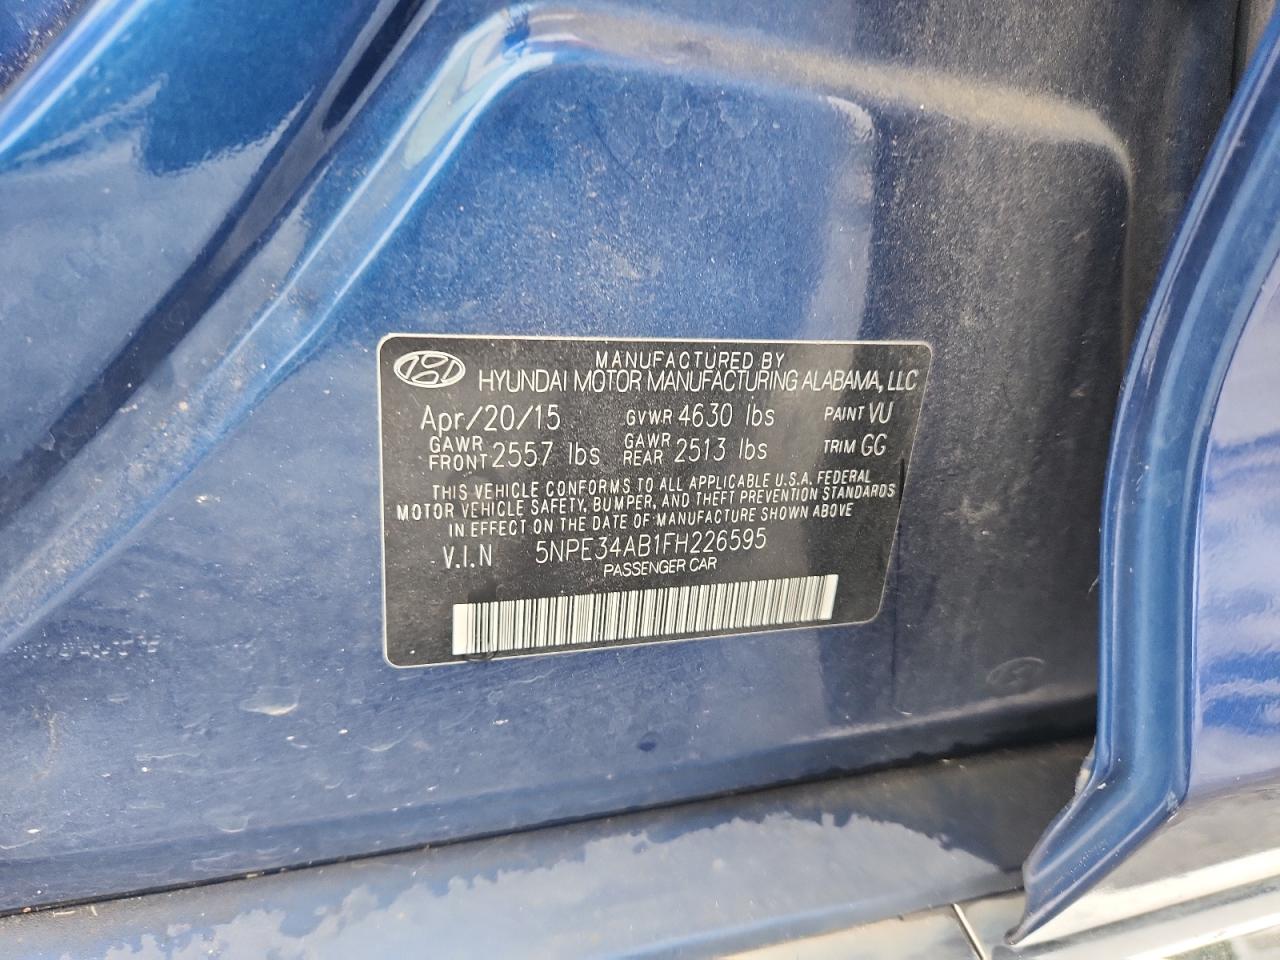 MANUFACTURED BY
HYUNDAI MOTOR MANUFACTURING ALABAMA, LLC
Apr/20/15 GVWR 4630 lbs PAINT VU
GAWR FRONT 2557 lbs GAWR REAR 2513 lbs TRIM GG
THIS VEHICLE CONFORMS TO ALL APPLICABLE U.S.A. FEDERAL
MOTOR VEHICLE SAFETY, BUMPER, AND THEFT PREVENTION STANDARDS
IN EFFECT ON THE DATE OF MANUFACTURE SHOWN ABOVE
V.I.N 5NPE34AB1FH226595
PASSENGER CAR